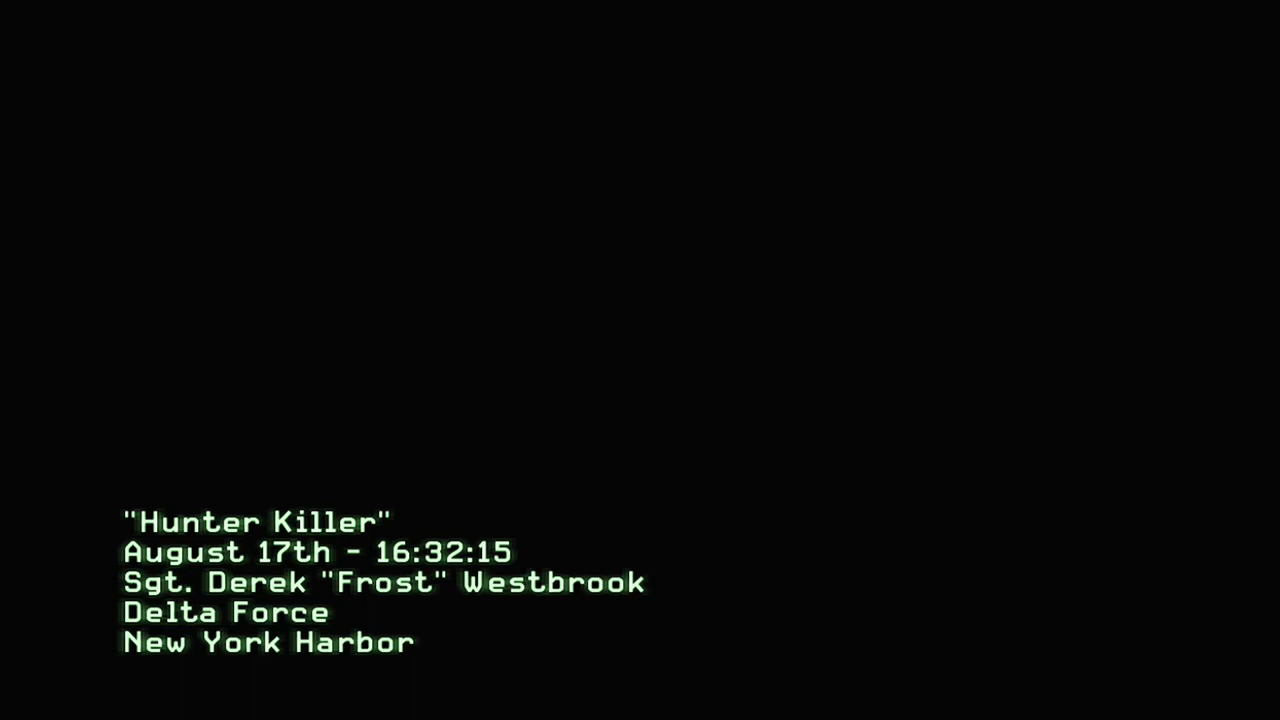 "Hunter Killer"
August 17th - 16:32:15
Sgt. Derek "Frost" Westbrook
Delta Force
New York Harbor